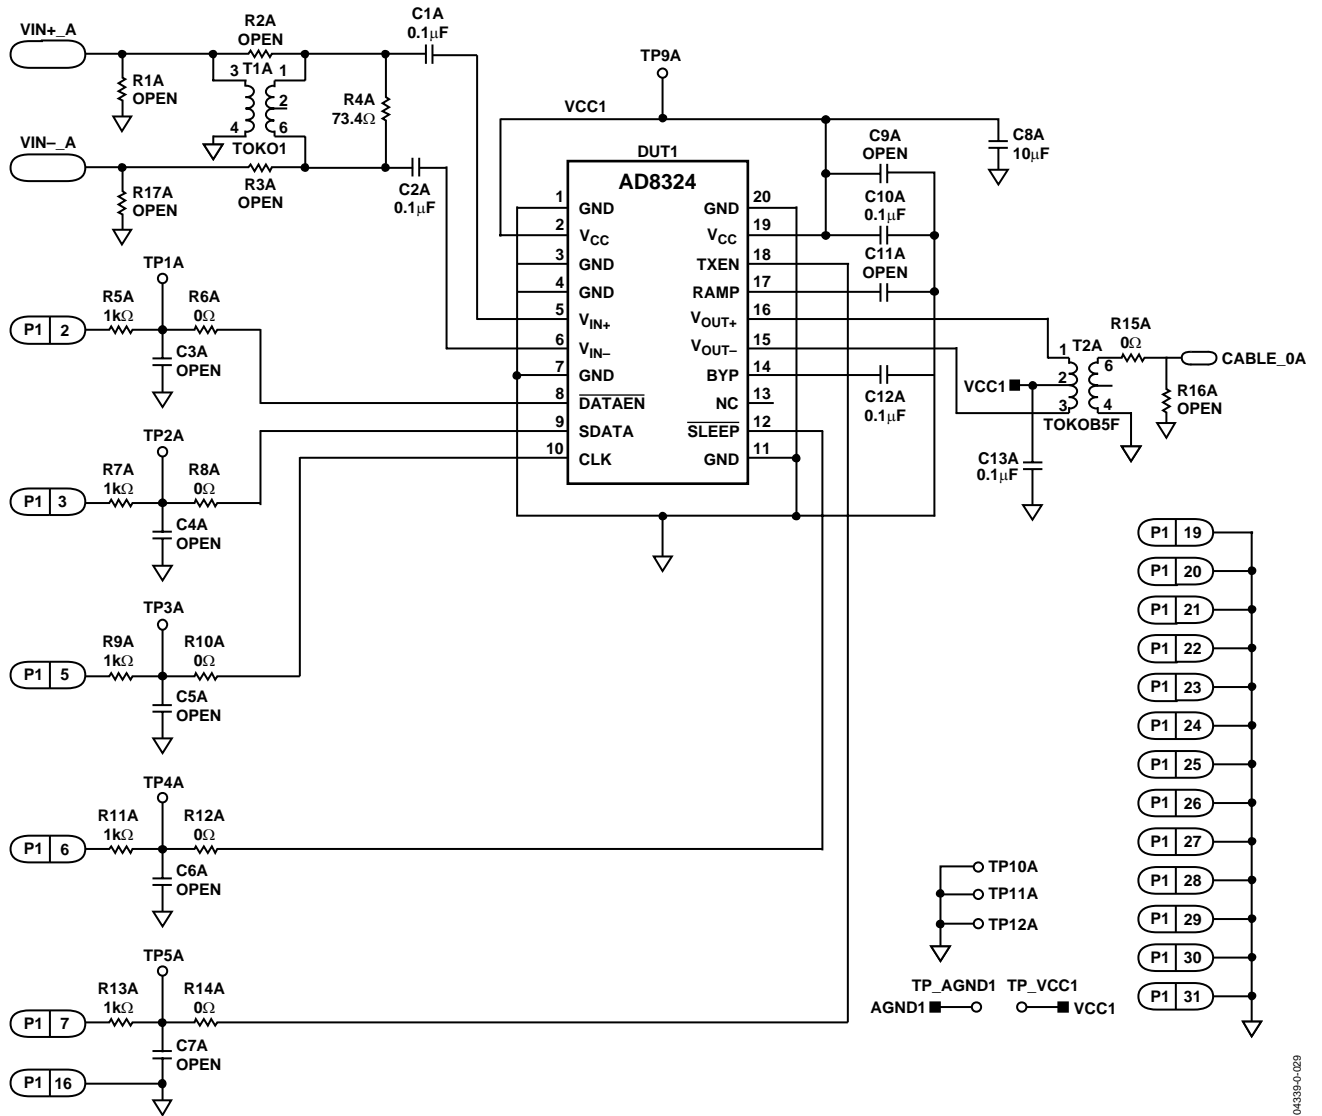 VIN+_A
R2A
OPEN
C1A
0.1μF
R1A
OPEN
3 T1A 1
2
4 6
TOKO1
R4A
73.4Ω
VIN–_A
R17A
OPEN
R3A
OPEN
C2A
0.1μF
TP9A
VCC1
C9A
OPEN
C8A
10μF
C10A
0.1μF
C11A
OPEN
DUT1
AD8324
1 GND GND 20
2 VCC VCC 19
3 GND TXEN 18
4 GND RAMP 17
5 VIN+ VOUT+ 16
6 VIN– VOUT– 15
7 GND BYP 14
8 DATAEN NC 13
9 SDATA SLEEP 12
10 CLK GND 11
C12A
0.1μF
R15A
0Ω
T2A
1 6
VCC1 2
3 4
TOKOB5F
CABLE_0A
R16A
OPEN
C13A
0.1μF
TP1A
R5A R6A
1kΩ 0Ω
P1 2
C3A
OPEN
TP2A
R7A R8A
1kΩ 0Ω
P1 3
C4A
OPEN
TP3A
R9A R10A
1kΩ 0Ω
P1 5
C5A
OPEN
TP4A
R11A R12A
1kΩ 0Ω
P1 6
C6A
OPEN
TP5A
R13A R14A
1kΩ 0Ω
P1 7
C7A
OPEN
P1 16
P1 19
P1 20
P1 21
P1 22
P1 23
P1 24
P1 25
P1 26
P1 27
P1 28
P1 29
P1 30
P1 31
TP10A
TP11A
TP12A
TP_AGND1 TP_VCC1
AGND1 VCC1
04339-0-029